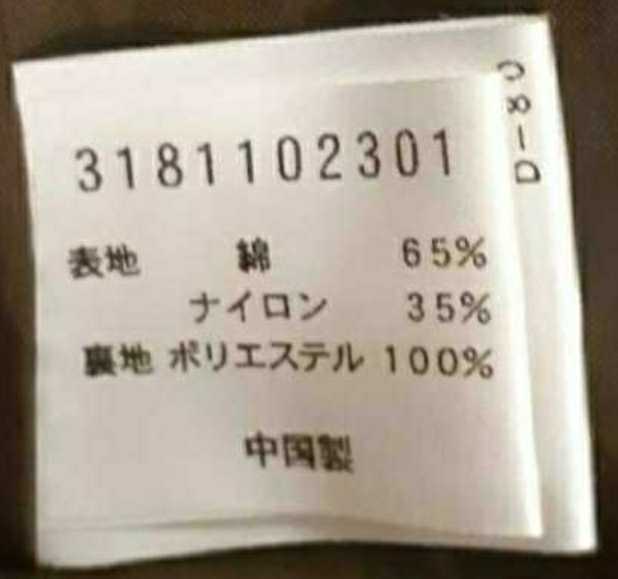 3181102301
表地 綿 65%
ナイロン 35%
裏地 ポリエステル 100%
中国製